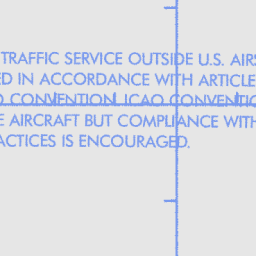 TRAFFIC SERVICE OUTSIDE U.S. AIRS
ED IN ACCORDANCE WITH ARTICLE
O CONVENTION. ICAO CONVENTIO
E AIRCRAFT BUT COMPLIANCE WITH
ACTICES IS ENCOURAGED.